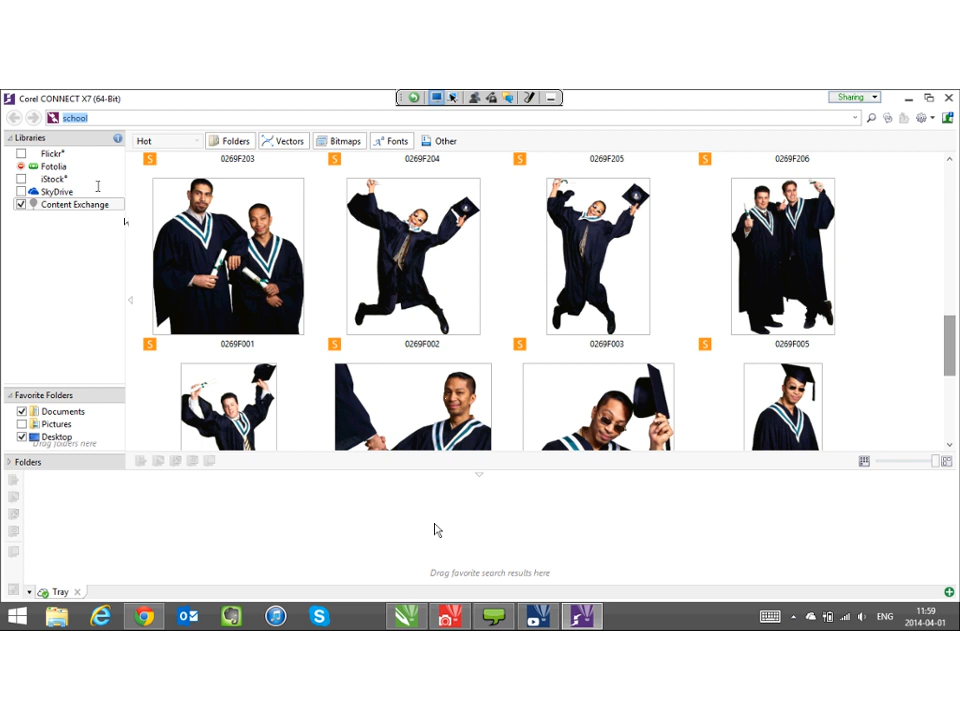 Corel CONNECT X7 (64-Bit)
Sharing
school
Libraries
Hot
Folders
Vectors
Bitmaps
Fonts
Other
Flickr*
Fotolia
iStock*
SkyDrive
Content Exchange
S 0269F203
S 0269F204
S 0269F205
S 0269F206
S 0269F001
S 0269F002
S 0269F003
S 0269F005
Favorite Folders
Documents
Pictures
Desktop
Drag folders here
Folders
Drag favorite search results here
Tray
ENG
11:59
2014-04-01